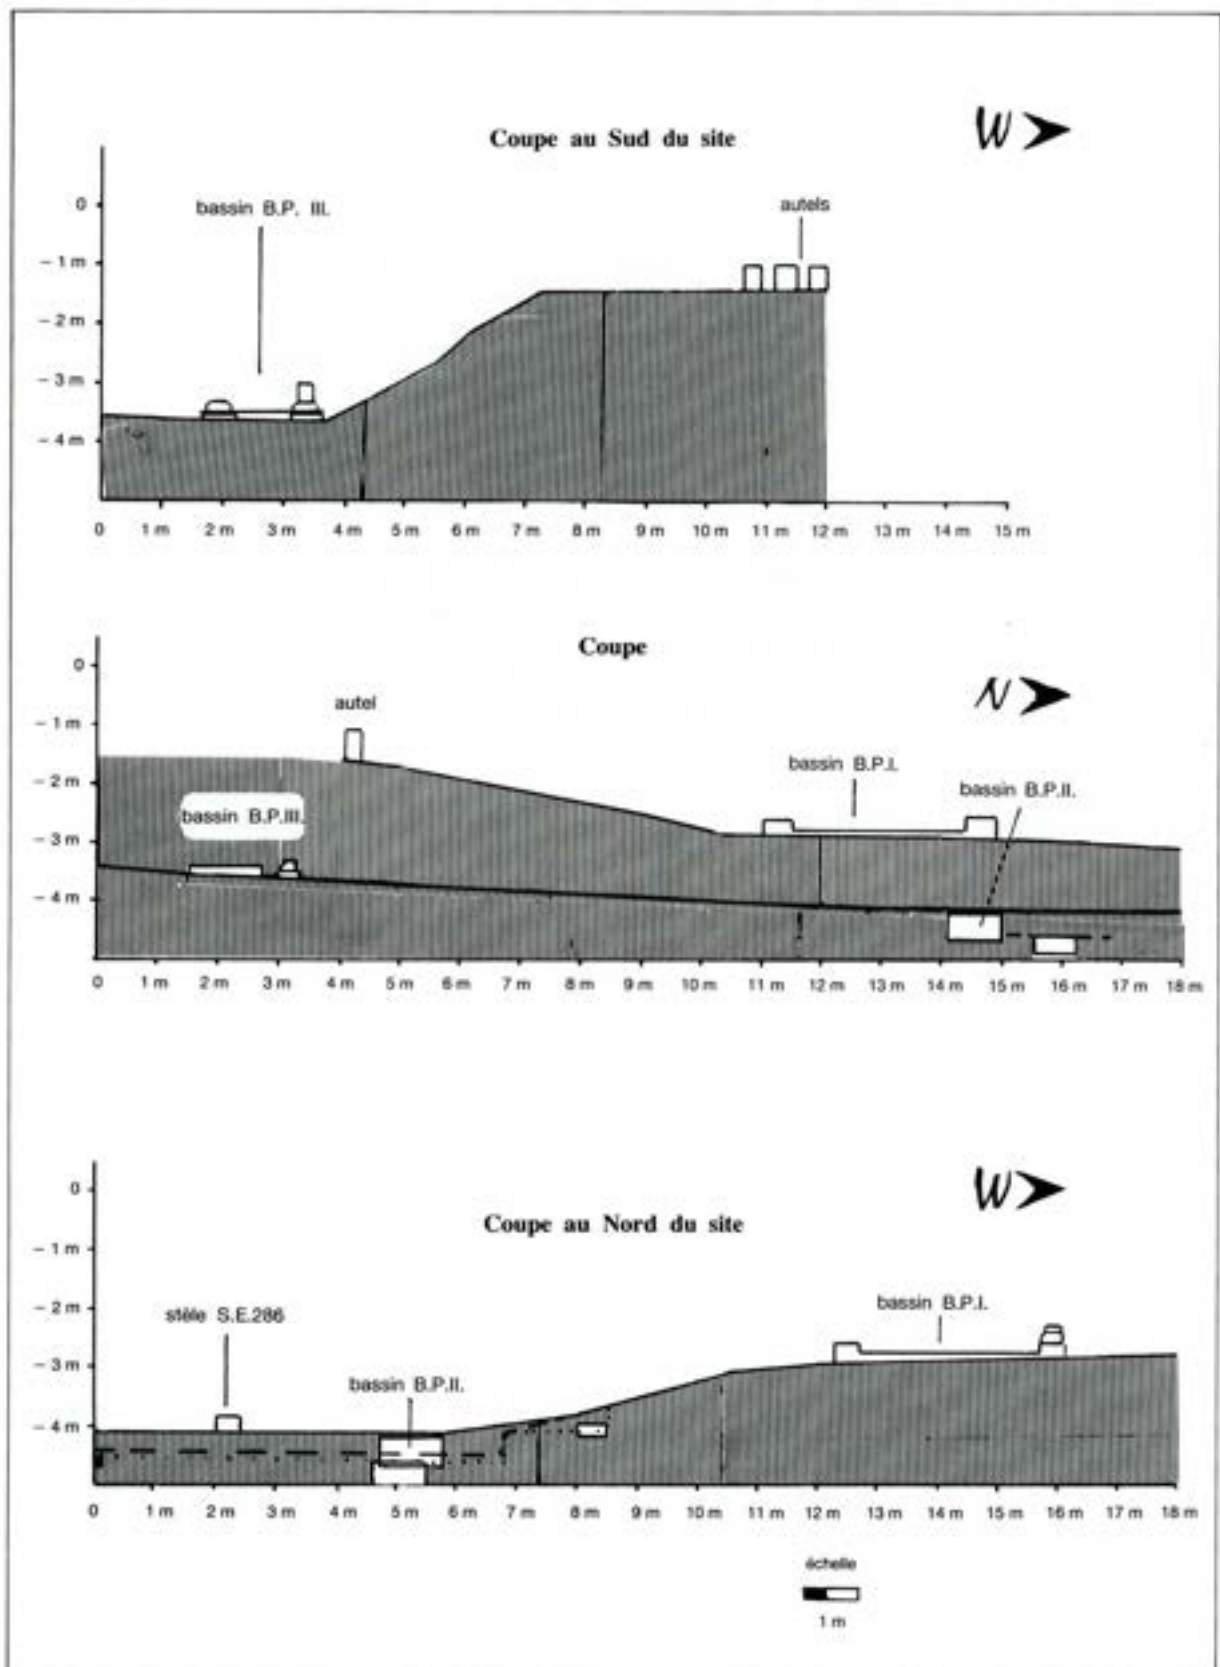 Coupe au Sud du site
W
0
bassin B.P. III.
autels
– 1 m
– 2 m
– 3 m
– 4 m
0 1 m 2 m 3 m 4 m 5 m 6 m 7 m 8 m 9 m 10 m 11 m 12 m 13 m 14 m 15 m
Coupe
N
0
autel
– 1 m
bassin B.P.I.
– 2 m
bassin B.P.II.
bassin B.P.III.
– 3 m
– 4 m
0 1 m 2 m 3 m 4 m 5 m 6 m 7 m 8 m 9 m 10 m 11 m 12 m 13 m 14 m 15 m 16 m 17 m 18 m
W
0
Coupe au Nord du site
– 1 m
– 2 m
stèle S.E.286
bassin B.P.I.
– 3 m
bassin B.P.II.
– 4 m
0 1 m 2 m 3 m 4 m 5 m 6 m 7 m 8 m 9 m 10 m 11 m 12 m 13 m 14 m 15 m 16 m 17 m 18 m
échelle
1 m